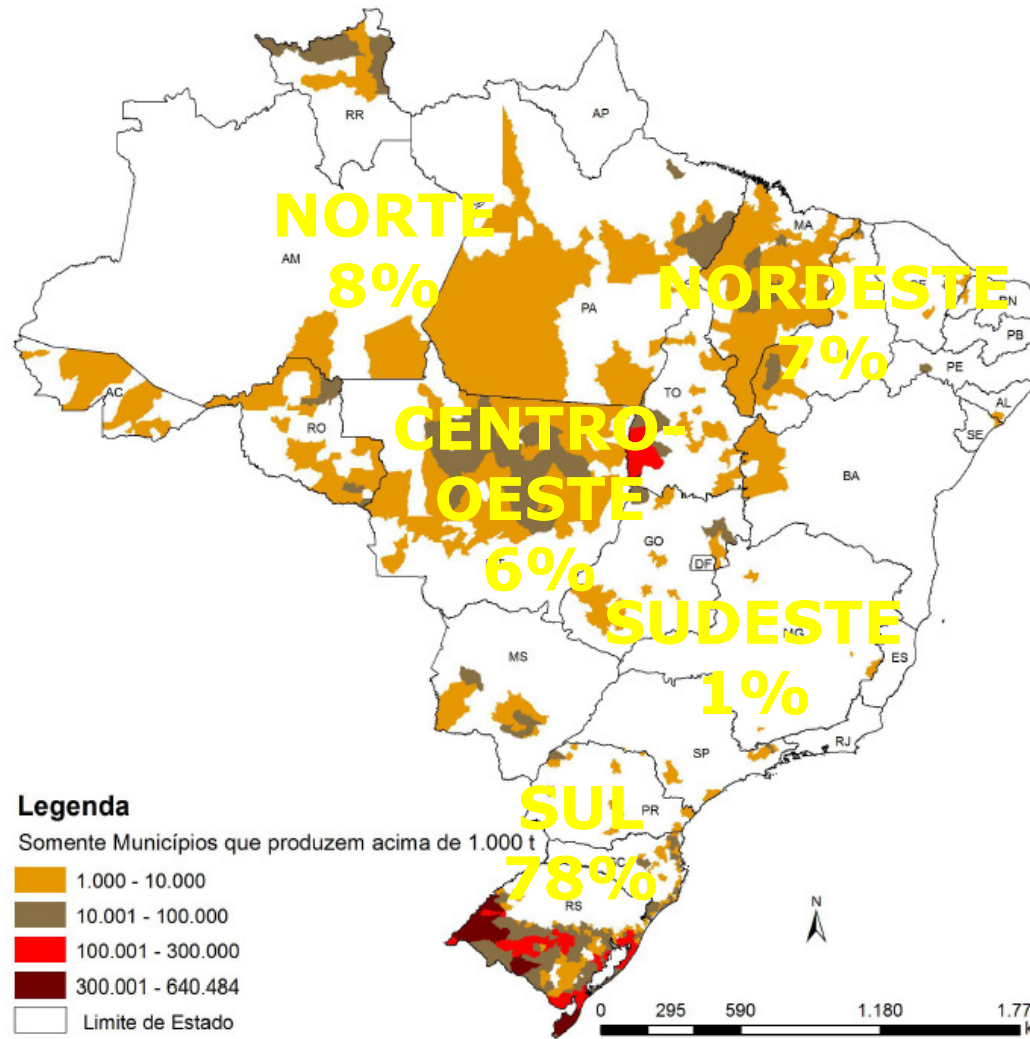 RR
AP
NORTE
8%
AM
MA
NORDESTE
7%
PA
RN
PB
PE
AL
SE
AC
TO
RO
CENTRO-
OESTE
6%
BA
GO
DF
SUDESTE
1%
MG
ES
MS
SP
RJ
SUL
78%
PR
SC
RS
Legenda
Somente Municípios que produzem acima de 1.000 t
1.000 - 10.000
10.001 - 100.000
100.001 - 300.000
300.001 - 640.484
Limite de Estado
N
0 295 590 1.180 1.77